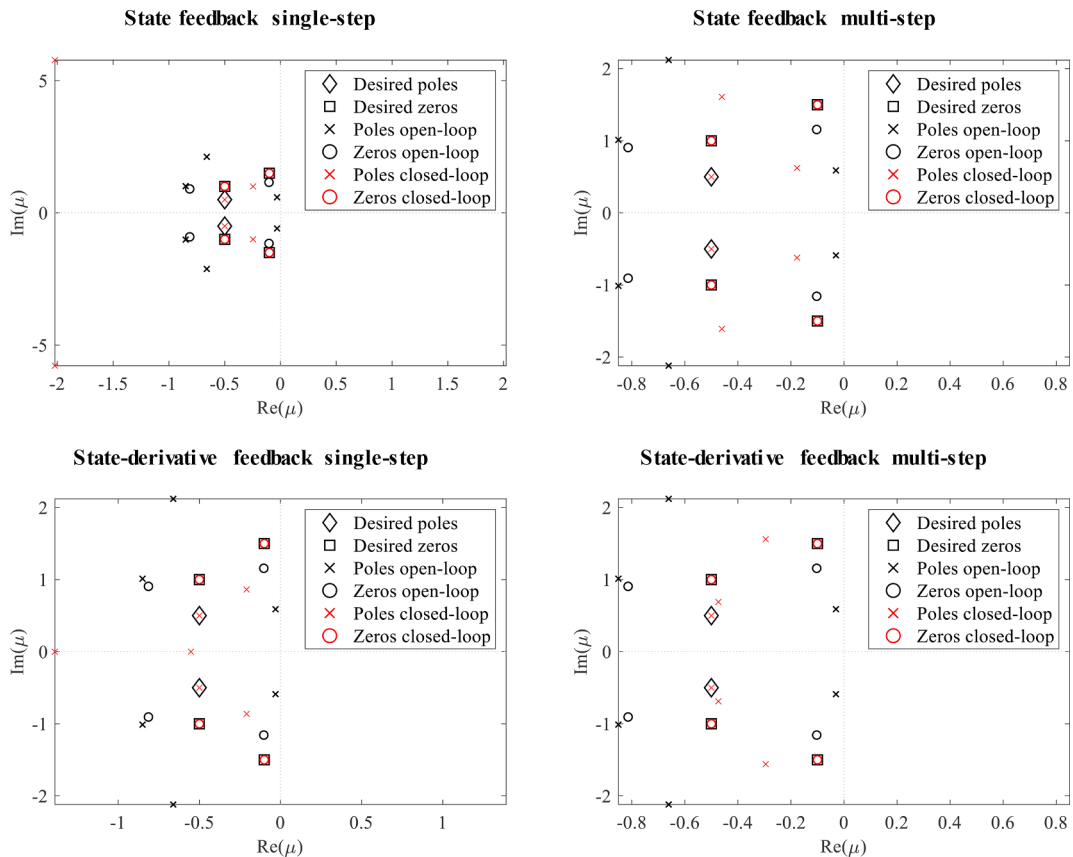 State feedback single-step
5
0
-5
-2
-1.5
-1
-0.5
0
0.5
1
1.5
2
Re(μ)
Im(μ)
Desired poles
Desired zeros
Poles open-loop
Zeros open-loop
Poles closed-loop
Zeros closed-loop
State feedback multi-step
2
1
0
-1
-2
-0.8
-0.6
-0.4
-0.2
0
0.2
0.4
0.6
0.8
Re(μ)
Im(μ)
Desired poles
Desired zeros
Poles open-loop
Zeros open-loop
Poles closed-loop
Zeros closed-loop
State-derivative feedback single-step
2
1
0
-1
-2
-1
-0.5
0
0.5
1
Re(μ)
Im(μ)
Desired poles
Desired zeros
Poles open-loop
Zeros open-loop
Poles closed-loop
Zeros closed-loop
State-derivative feedback multi-step
2
1
0
-1
-2
-0.8
-0.6
-0.4
-0.2
0
0.2
0.4
0.6
0.8
Re(μ)
Im(μ)
Desired poles
Desired zeros
Poles open-loop
Zeros open-loop
Poles closed-loop
Zeros closed-loop